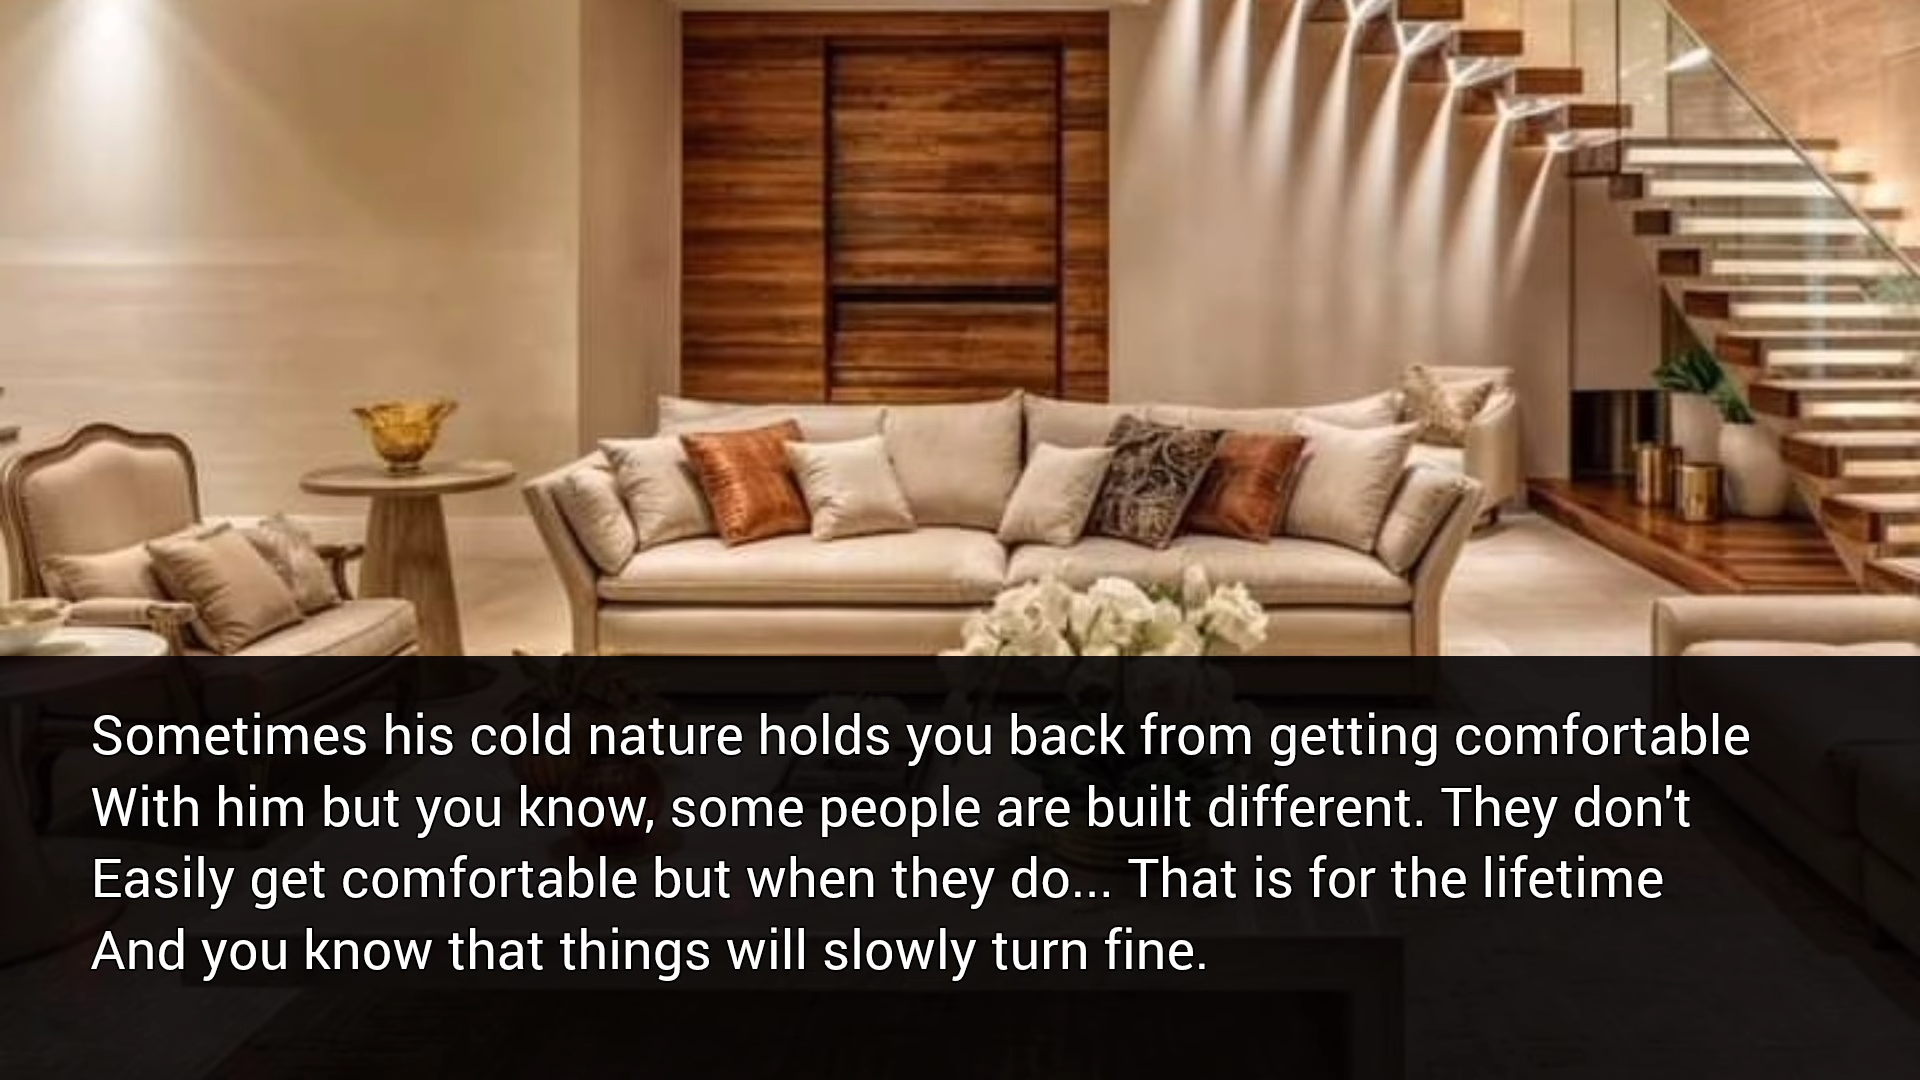 Sometimes his cold nature holds you back from getting comfortable
With him but you know, some people are built different. They don't
Easily get comfortable but when they do... That is for the lifetime
And you know that things will slowly turn fine.